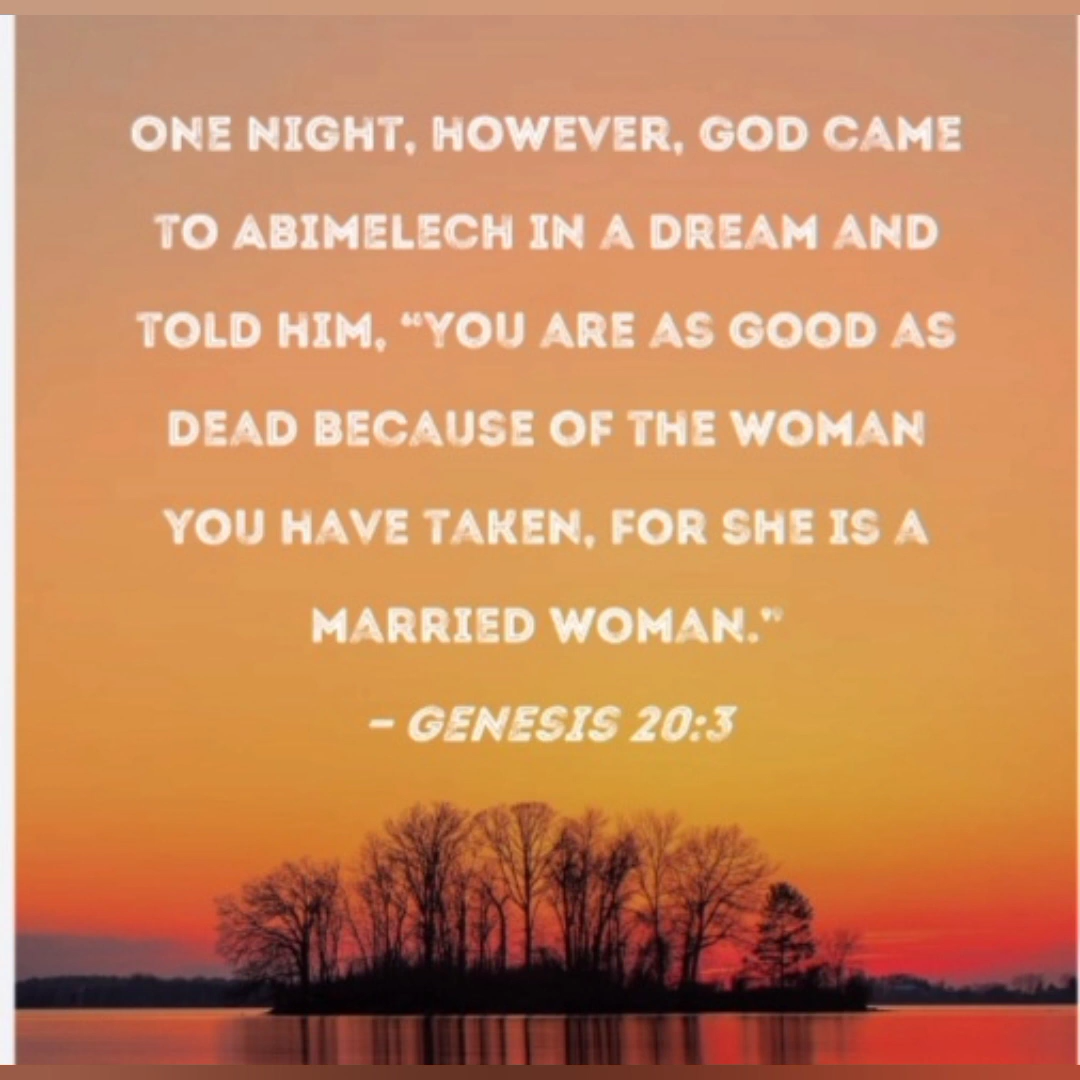 ONE NIGHT, HOWEVER, GOD CAME
TO ABIMELECH IN A DREAM AND
TOLD HIM, “YOU ARE AS GOOD AS
DEAD BECAUSE OF THE WOMAN
YOU HAVE TAKEN, FOR SHE IS A
MARRIED WOMAN.”
– GENESIS 20:3